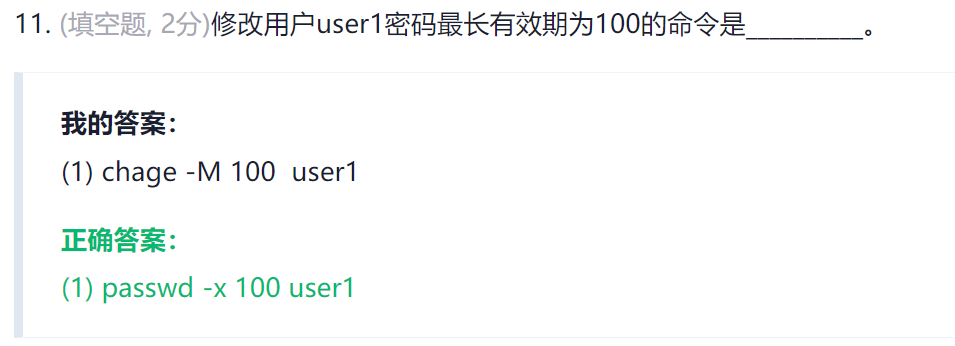 11. (填空题, 2分)修改用户user1密码最长有效期为100的命令是__________。
我的答案：
(1) chage -M 100  user1
正确答案：
(1) passwd -x 100 user1